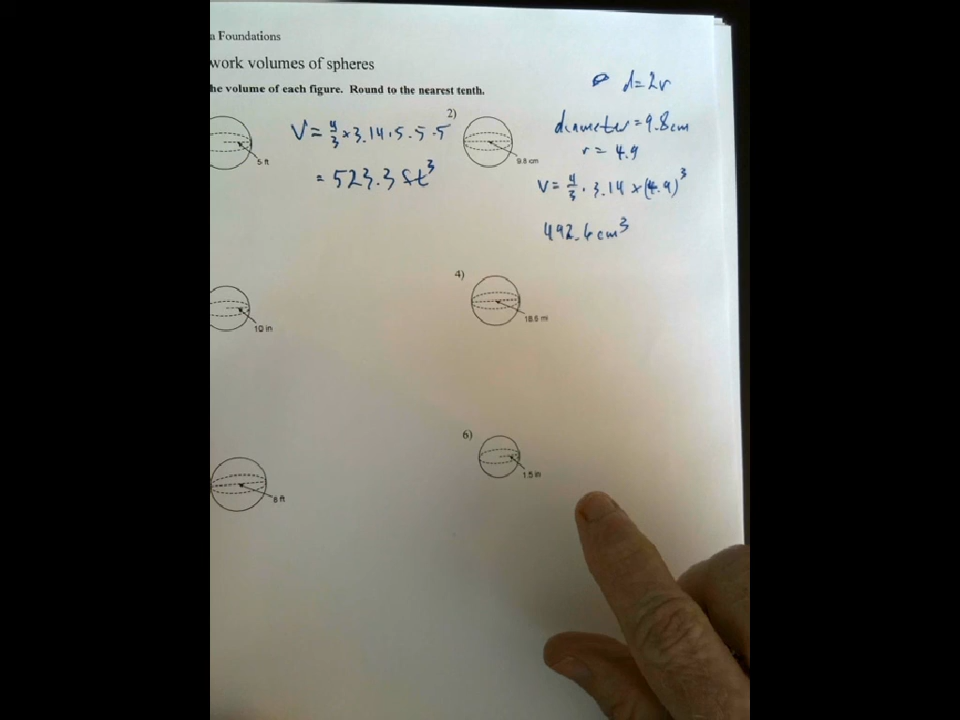 a Foundations
work volumes of spheres
he volume of each figure. Round to the nearest tenth.
5 ft
V = 4/3 × 3.14 · 5 · 5 · 5
= 523.3 ft³
2)
9.8 cm
d = 2r
diameter = 9.8 cm
r = 4.9
V = 4/3 · 3.14 × (4.9)³
492.6 cm³
10 in
4)
18.6 mi
6 ft
6)
1.5 in